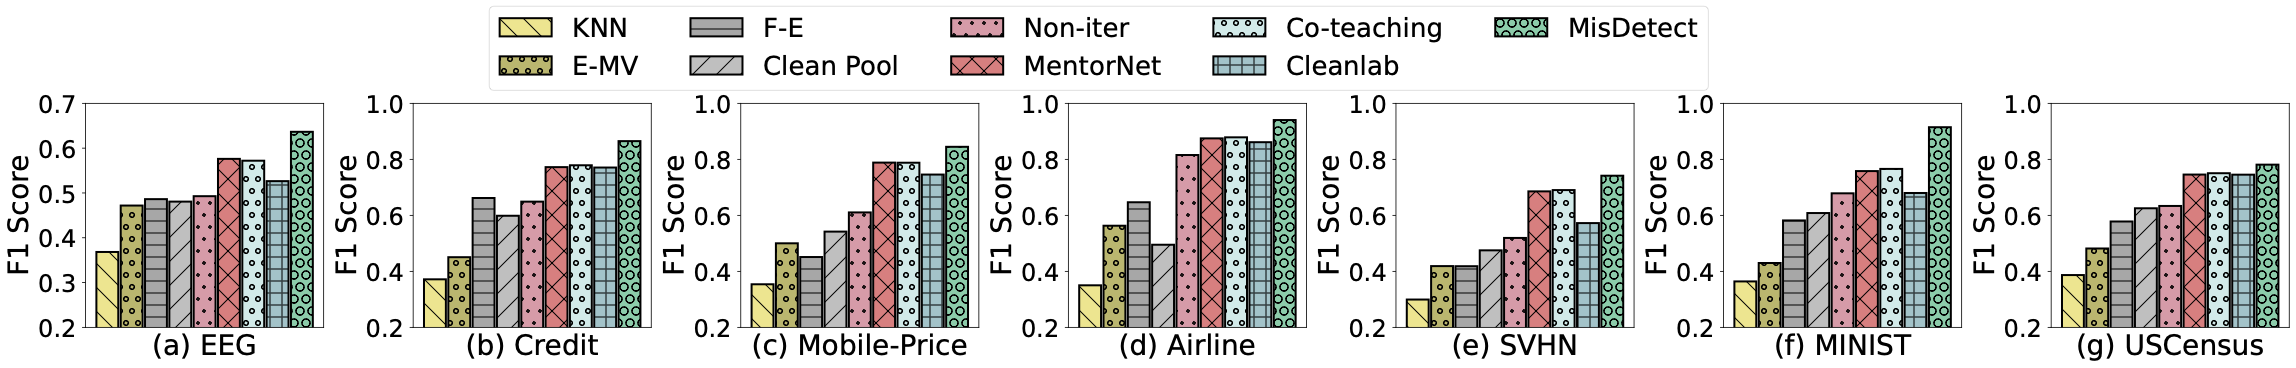 KNN F-E Non-iter Co-teaching MisDetect
E-MV Clean Pool MentorNet Cleanlab
F1 Score
0.7
0.6
0.5
0.4
0.3
0.2
(a) EEG
F1 Score
1.0
0.8
0.6
0.4
0.2
(b) Credit
F1 Score
1.0
0.8
0.6
0.4
0.2
(c) Mobile-Price
F1 Score
1.0
0.8
0.6
0.4
0.2
(d) Airline
F1 Score
1.0
0.8
0.6
0.4
0.2
(e) SVHN
F1 Score
1.0
0.8
0.6
0.4
0.2
(f) MINIST
F1 Score
1.0
0.8
0.6
0.4
0.2
(g) USCensus